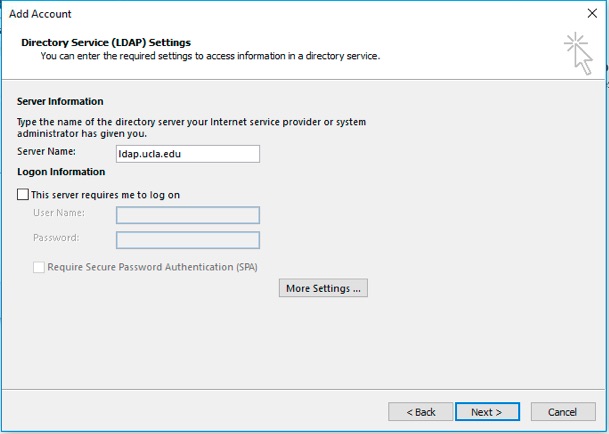 Add Account
Directory Service (LDAP) Settings
You can enter the required settings to access information in a directory service.
Server Information
Type the name of the directory server your Internet service provider or system
administrator has given you.
Server Name: ldap.ucla.edu
Logon Information
This server requires me to log on
User Name:
Password:
Require Secure Password Authentication (SPA)
More Settings ...
< Back Next > Cancel